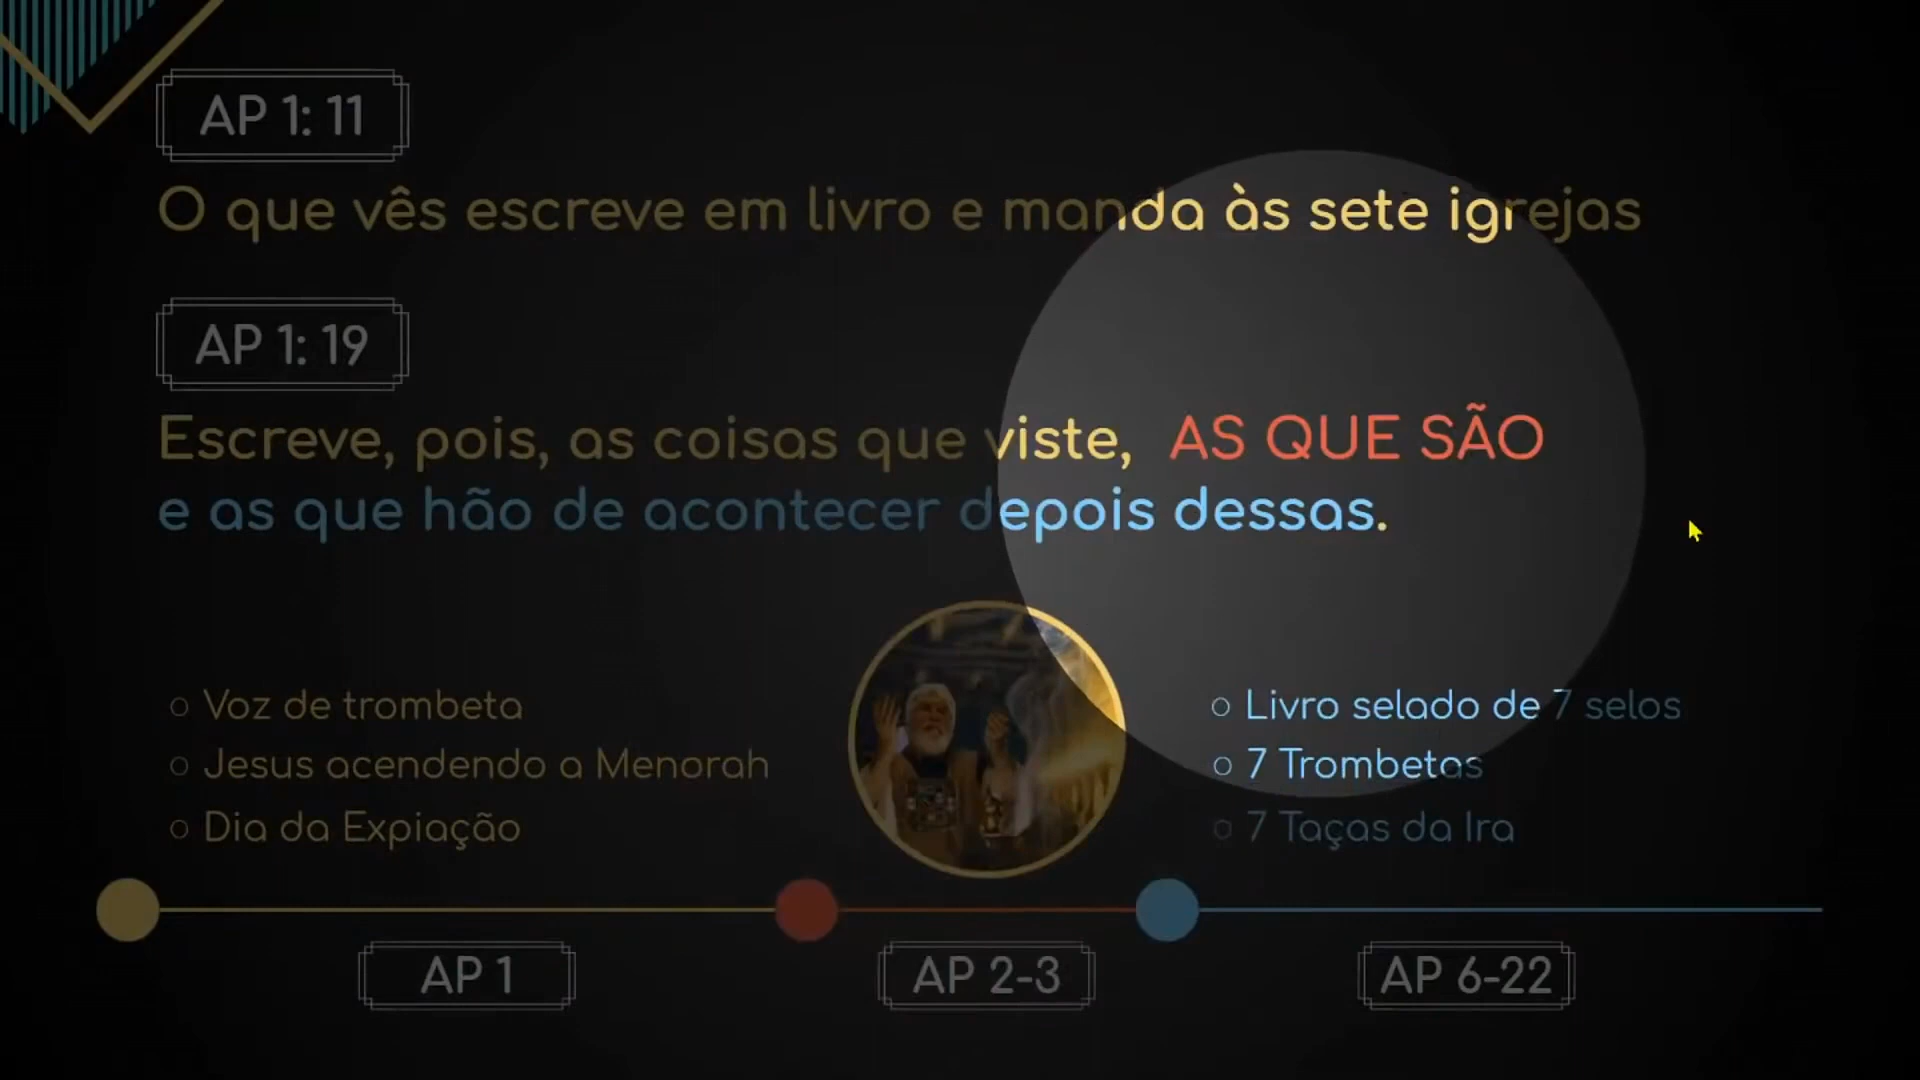 AP 1: 11
O que vês escreve em livro e manda às sete igrejas
AP 1: 19
Escreve, pois, as coisas que viste, AS QUE SÃO
e as que hão de acontecer depois dessas.
Voz de trombeta
Jesus acendendo a Menorah
Dia da Expiação
Livro selado de 7 selos
7 Trombetas
7 Taças da Ira
AP 1
AP 2-3
AP 6-22